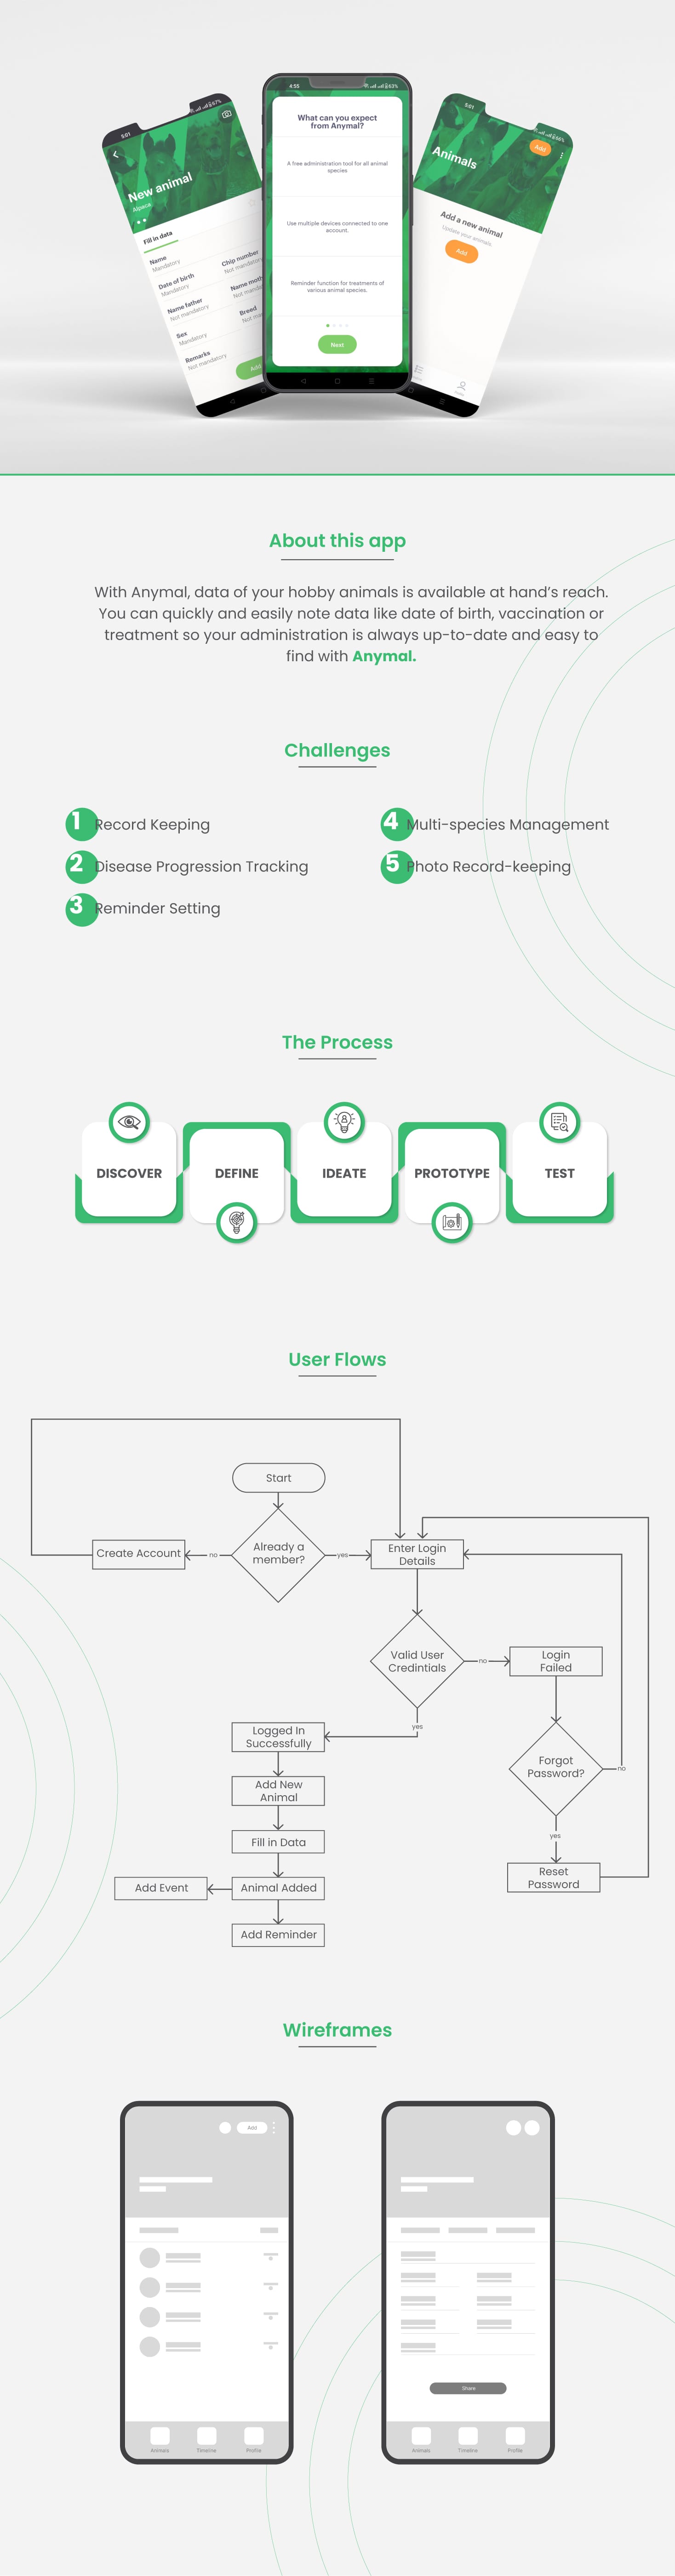 5:01
67%
New animal
Alpaca
Fill in data
Name
Mandatory
Date of birth
Mandatory
Chip number
Not mandatory
Name father
Not mandatory
Name moth
Not ma
Sex
Mandatory
Breed
Not ma
Remarks
Not mandatory
Add
4:55
63%
What can you expect
from Anymal?
A free administration tool for all animal
species
Use multiple devices connected to one
account.
Reminder function for treatments of
various animal species.
Next
5:01
66%
Add
Animals
Add a new animal
Update your animals
Add
About this app
With Anymal, data of your hobby animals is available at hand's reach.
You can quickly and easily note data like date of birth, vaccination or
treatment so your administration is always up-to-date and easy to
find with Anymal.
Challenges
1 Record Keeping
2 Disease Progression Tracking
3 Reminder Setting
4 Multi-species Management
5 Photo Record-keeping
The Process
DISCOVER
DEFINE
IDEATE
PROTOTYPE
TEST
User Flows
Start
Already a
member?
no
Create Account
yes
Enter Login
Details
Valid User
Credintials
no
Login
Failed
yes
Logged In
Successfully
Forgot
Password?
no
Add New
Animal
yes
Fill in Data
Reset
Password
Add Event
Animal Added
Add Reminder
Wireframes
Add
Animals
Timeline
Profile
Share
Animals
Timeline
Profile